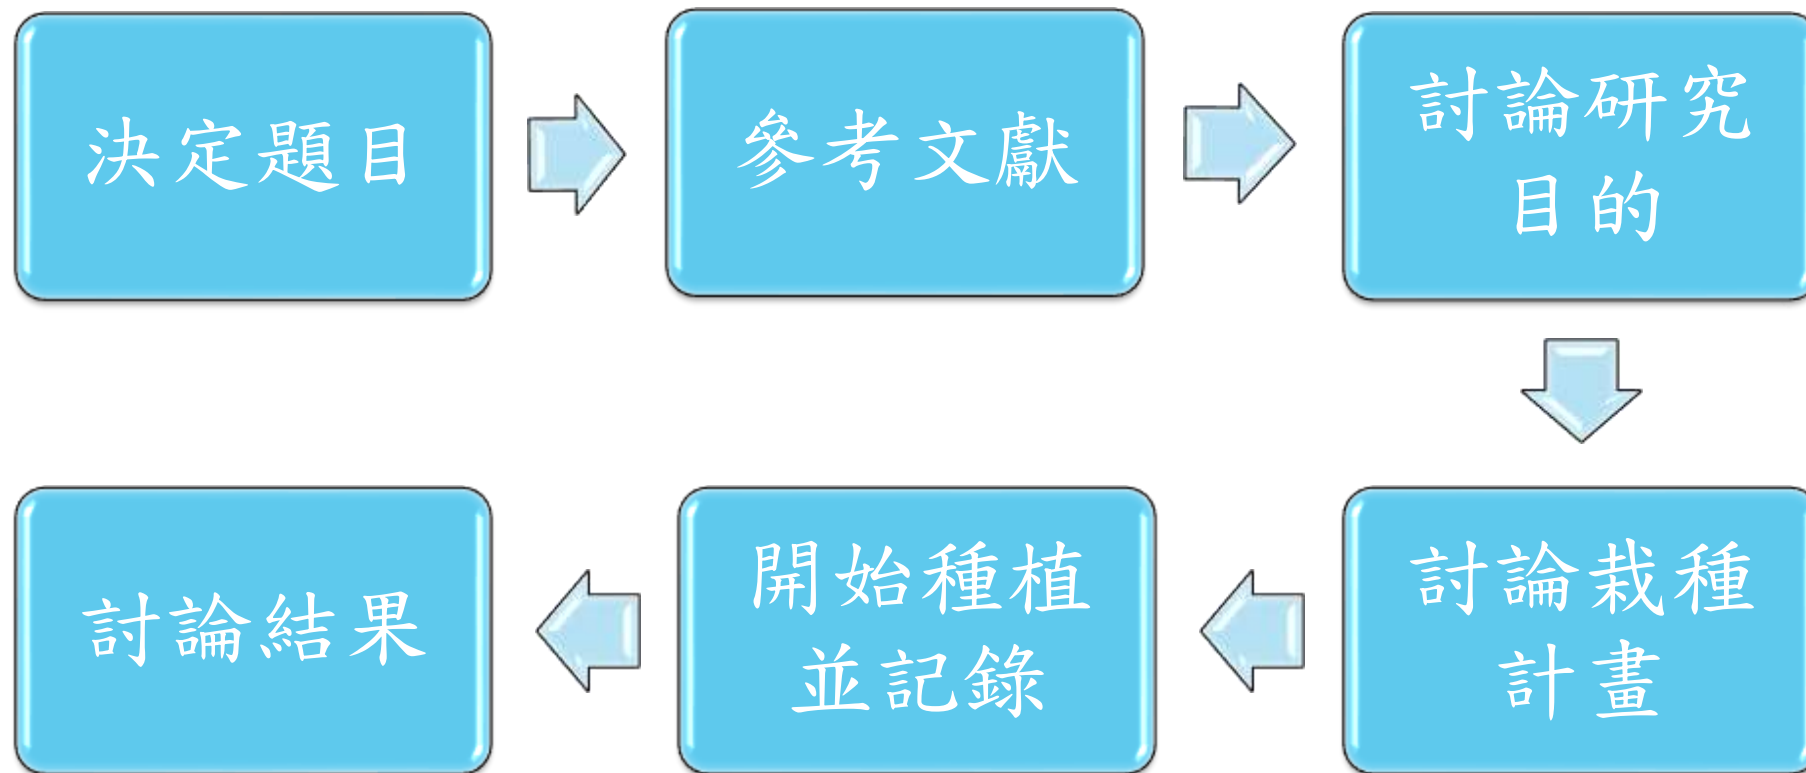 決定題目
參考文獻
討論研究
目的
討論栽種
計畫
開始種植
並記錄
討論結果